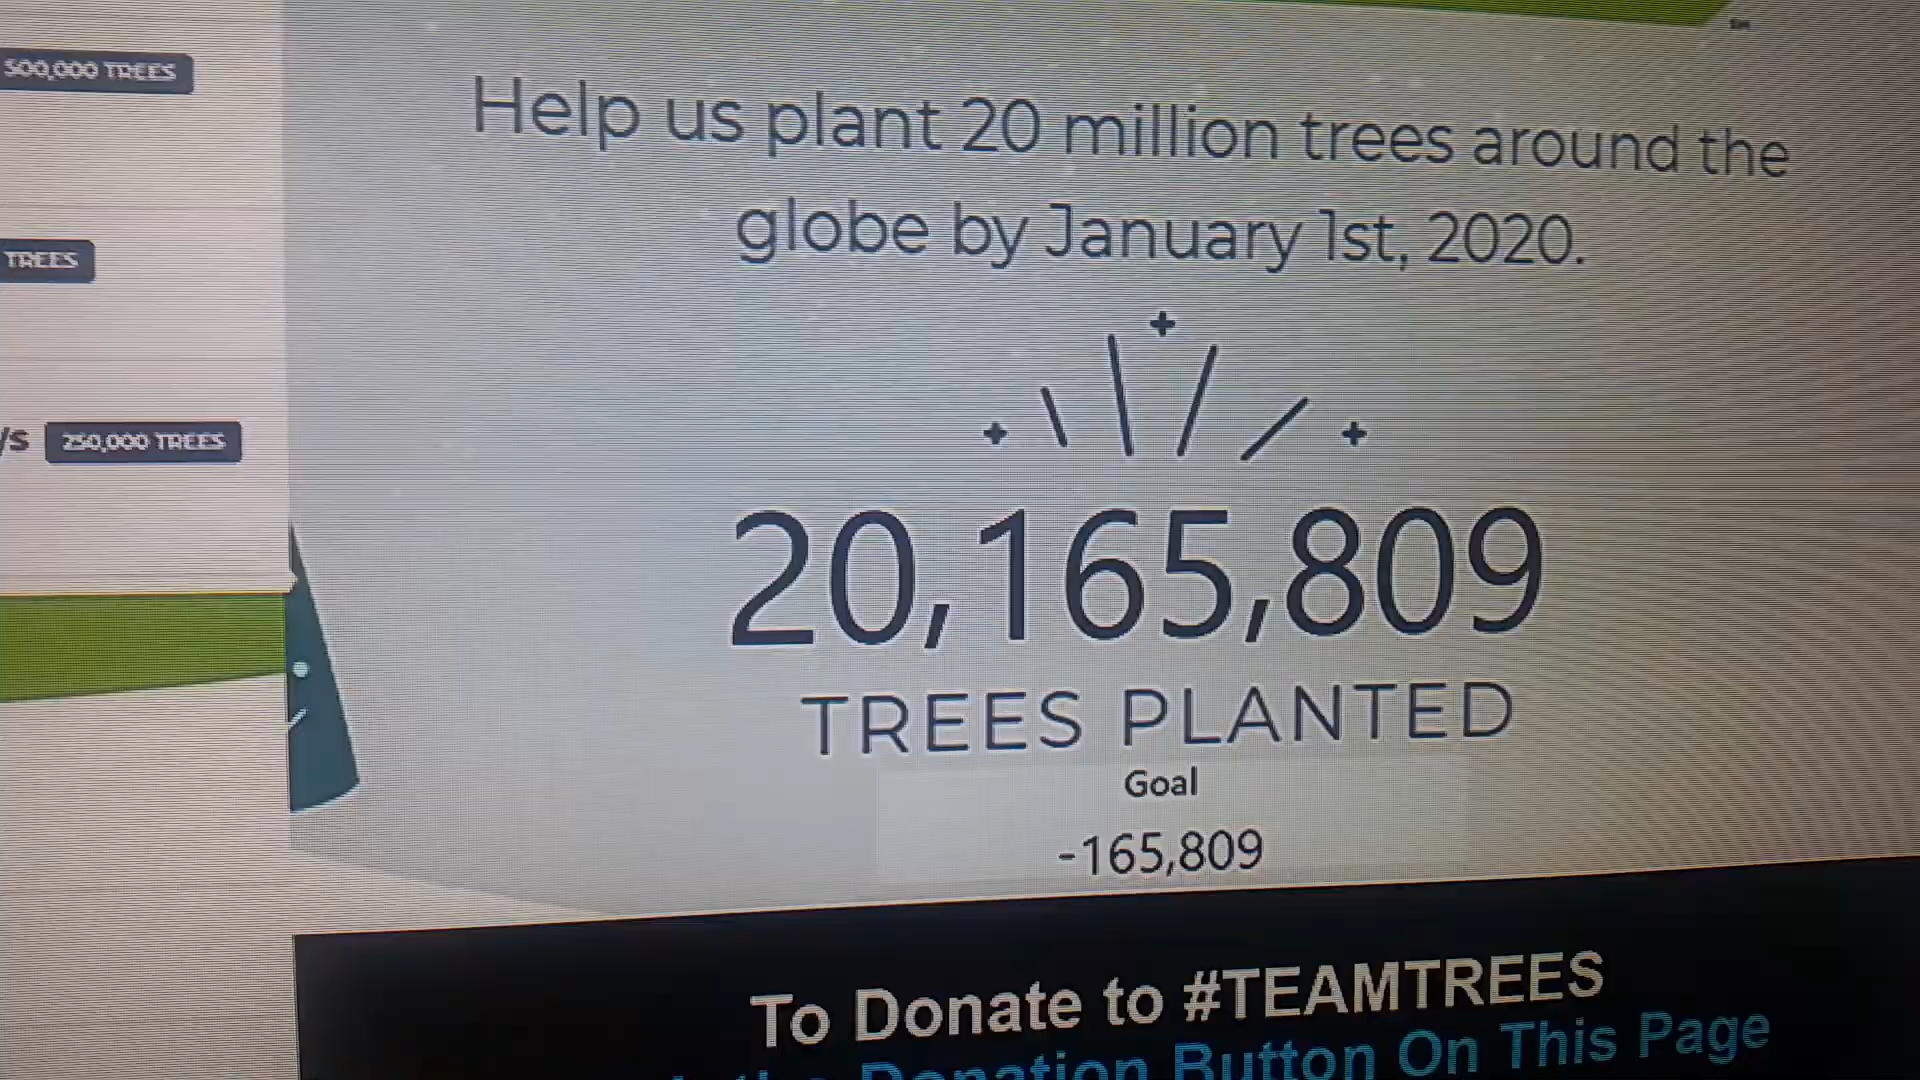 500,000 TREES
TREES
/s 250,000 TREES
Help us plant 20 million trees around the
globe by January 1st, 2020.
20,165,809
TREES PLANTED
Goal
-165,809
To Donate to #TEAMTREES
Donation Button On This Page